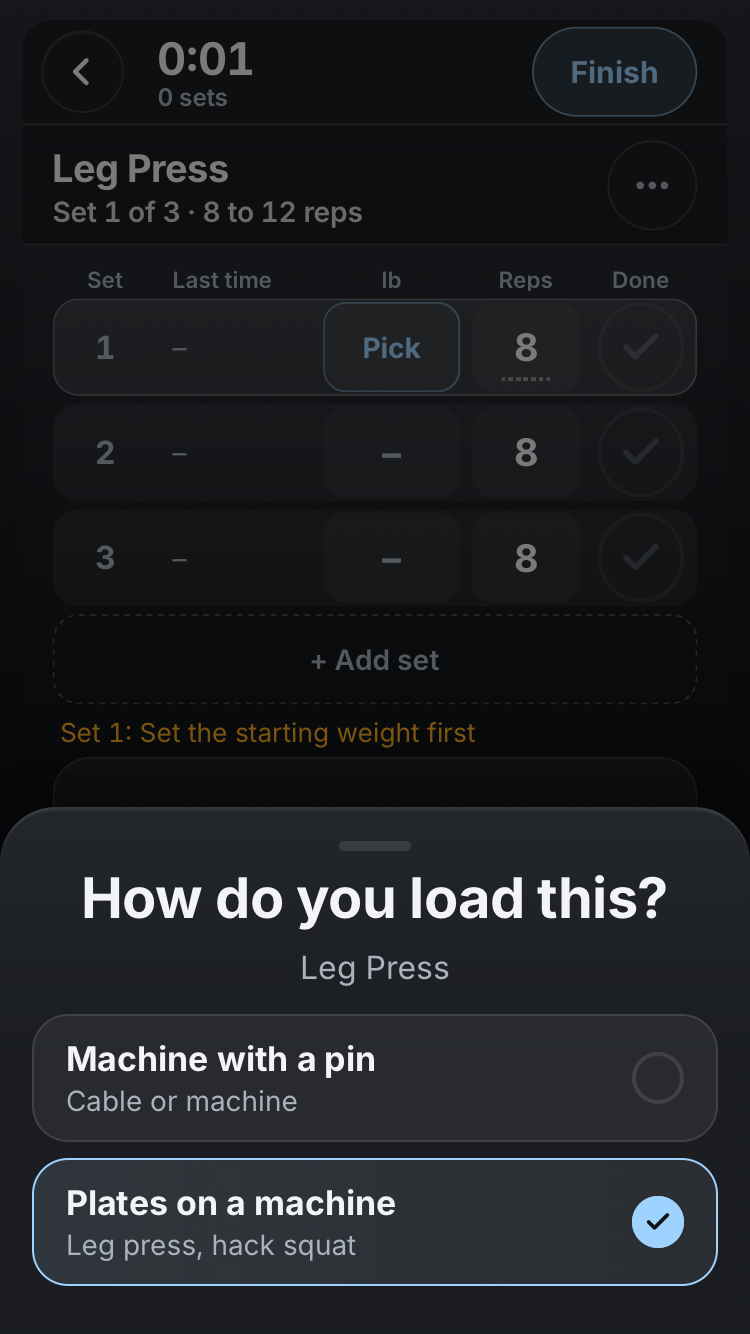 0:01
0 sets
Finish
Leg Press
Set 1 of 3 · 8 to 12 reps
Set Last time lb Reps Done
1 – Pick 8
2 – – 8
3 – – 8
+ Add set
Set 1: Set the starting weight first
How do you load this?
Leg Press
Machine with a pin
Cable or machine
Plates on a machine
Leg press, hack squat